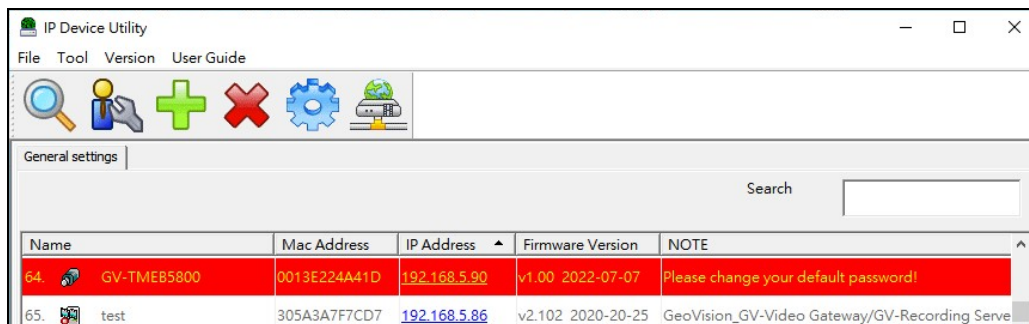 IP Device Utility
File Tool Version User Guide
General settings
Search
Name Mac Address IP Address Firmware Version NOTE
64. GV-TMEB5800 0013E224A41D 192.168.5.90 v1.00 2022-07-07 Please change your default password!
65. test 305A3A7F7CD7 192.168.5.86 v2.102 2020-20-25 GeoVision_GV-Video Gateway/GV-Recording Serve